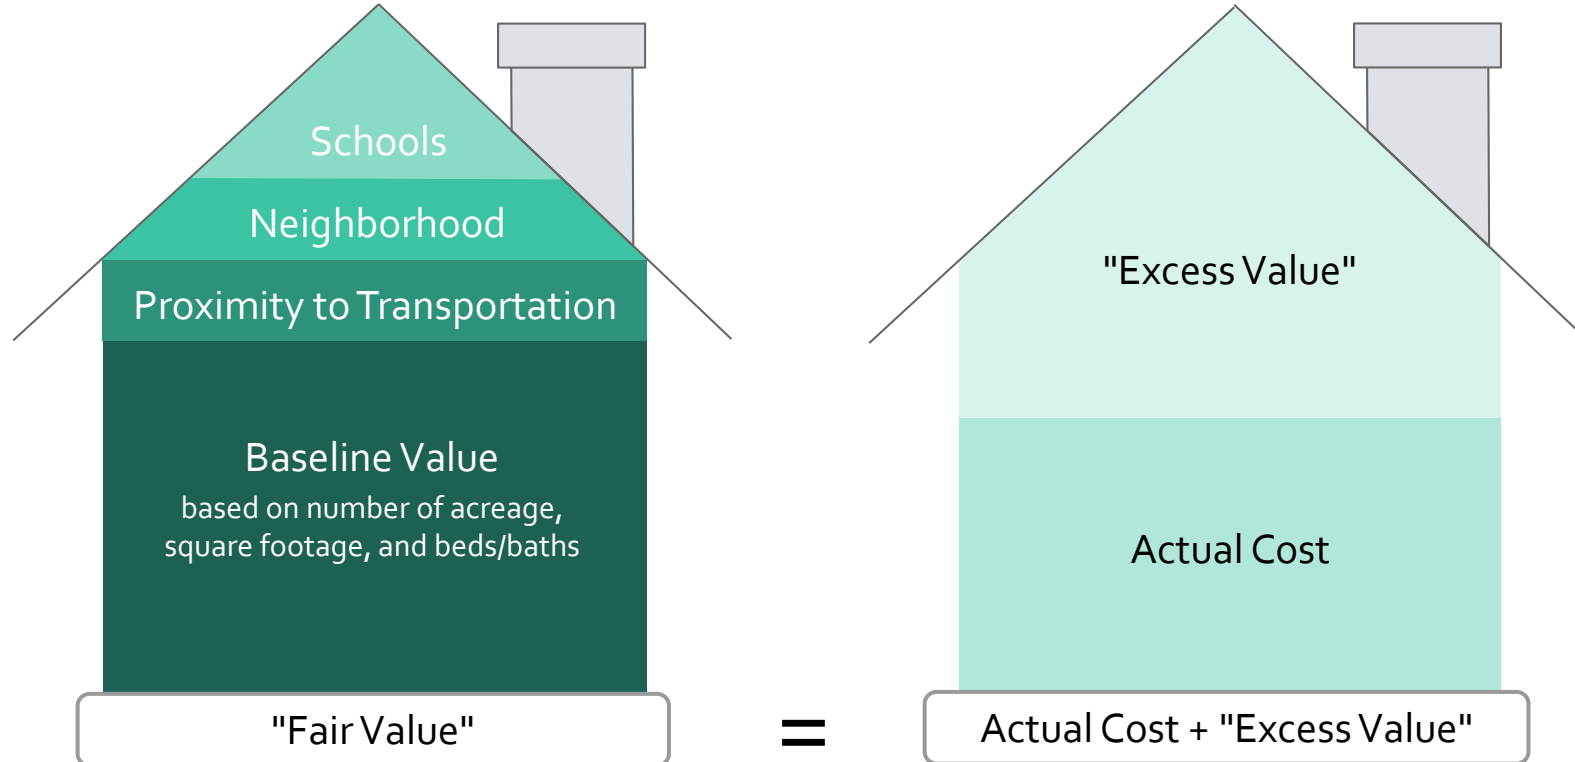 Schools
Neighborhood
Proximity to Transportation
Baseline Value
based on number of acreage,
square footage, and beds/baths
"Fair Value"
=
"Excess Value"
Actual Cost
Actual Cost + "Excess Value"